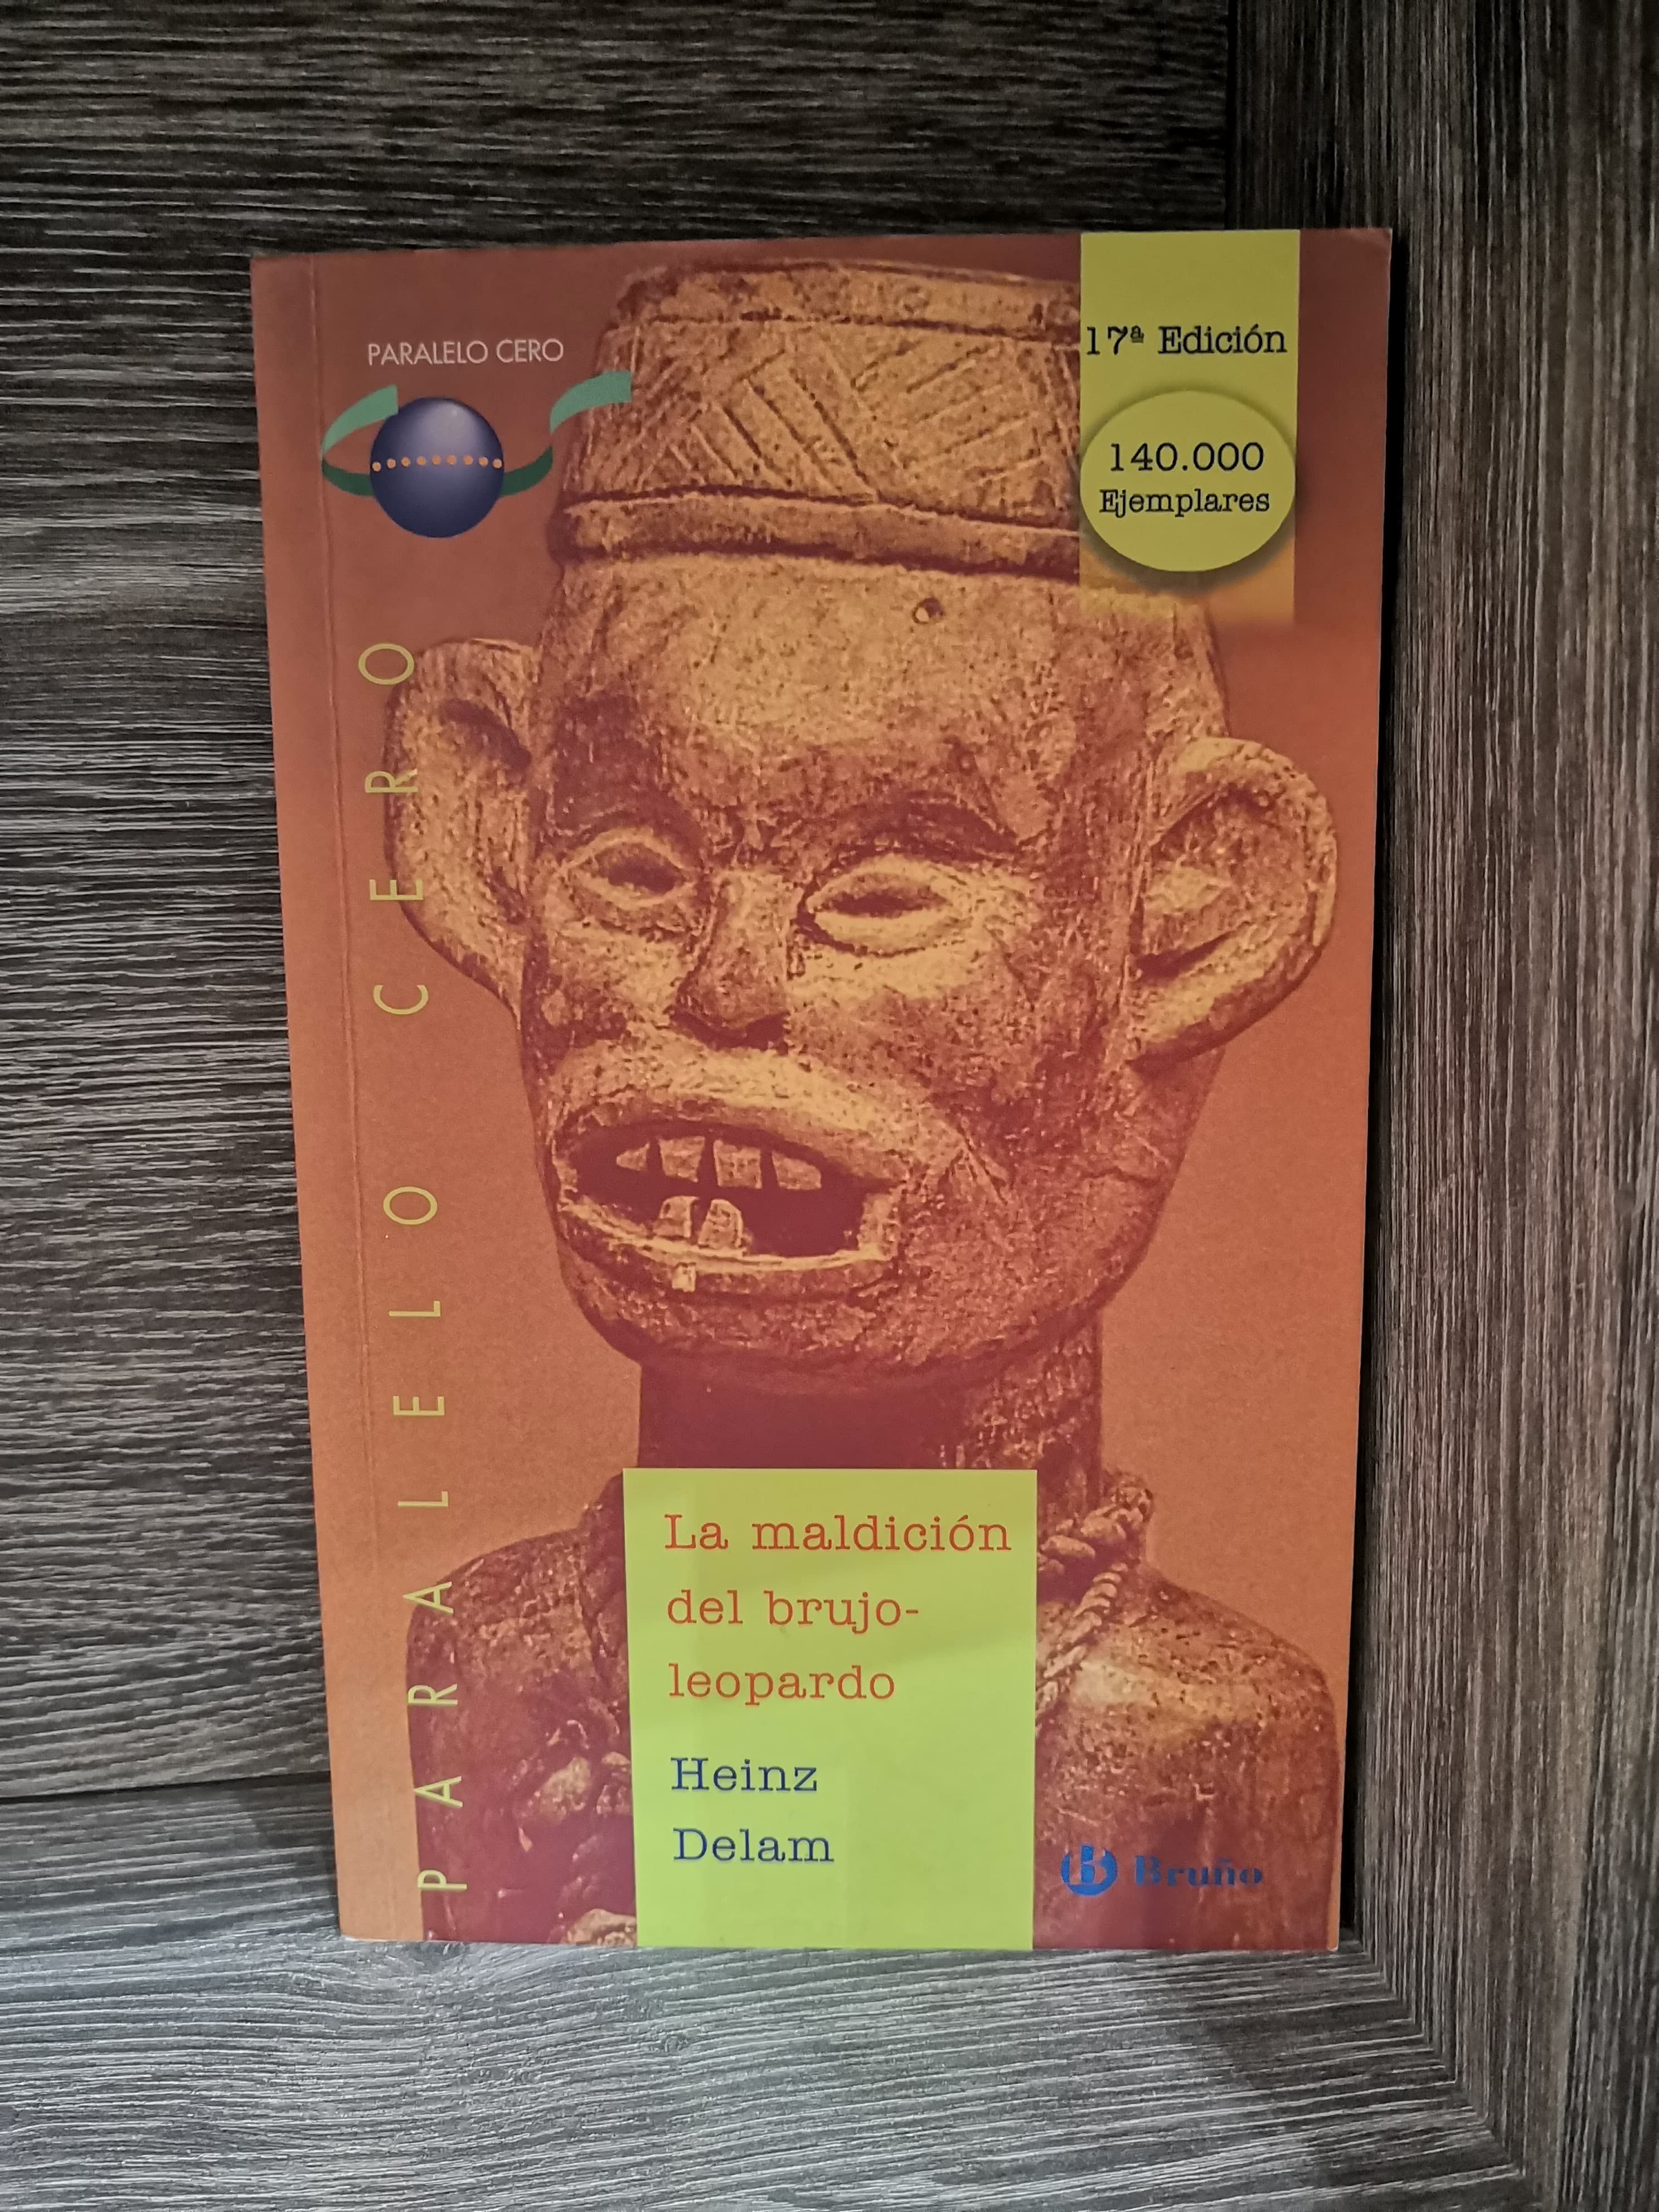 PARALELO CERO
17ª Edición
140.000
Ejemplares
PARALELO CERO
La maldición
del brujo-
leopardo
Heinz
Delam
B Bruño